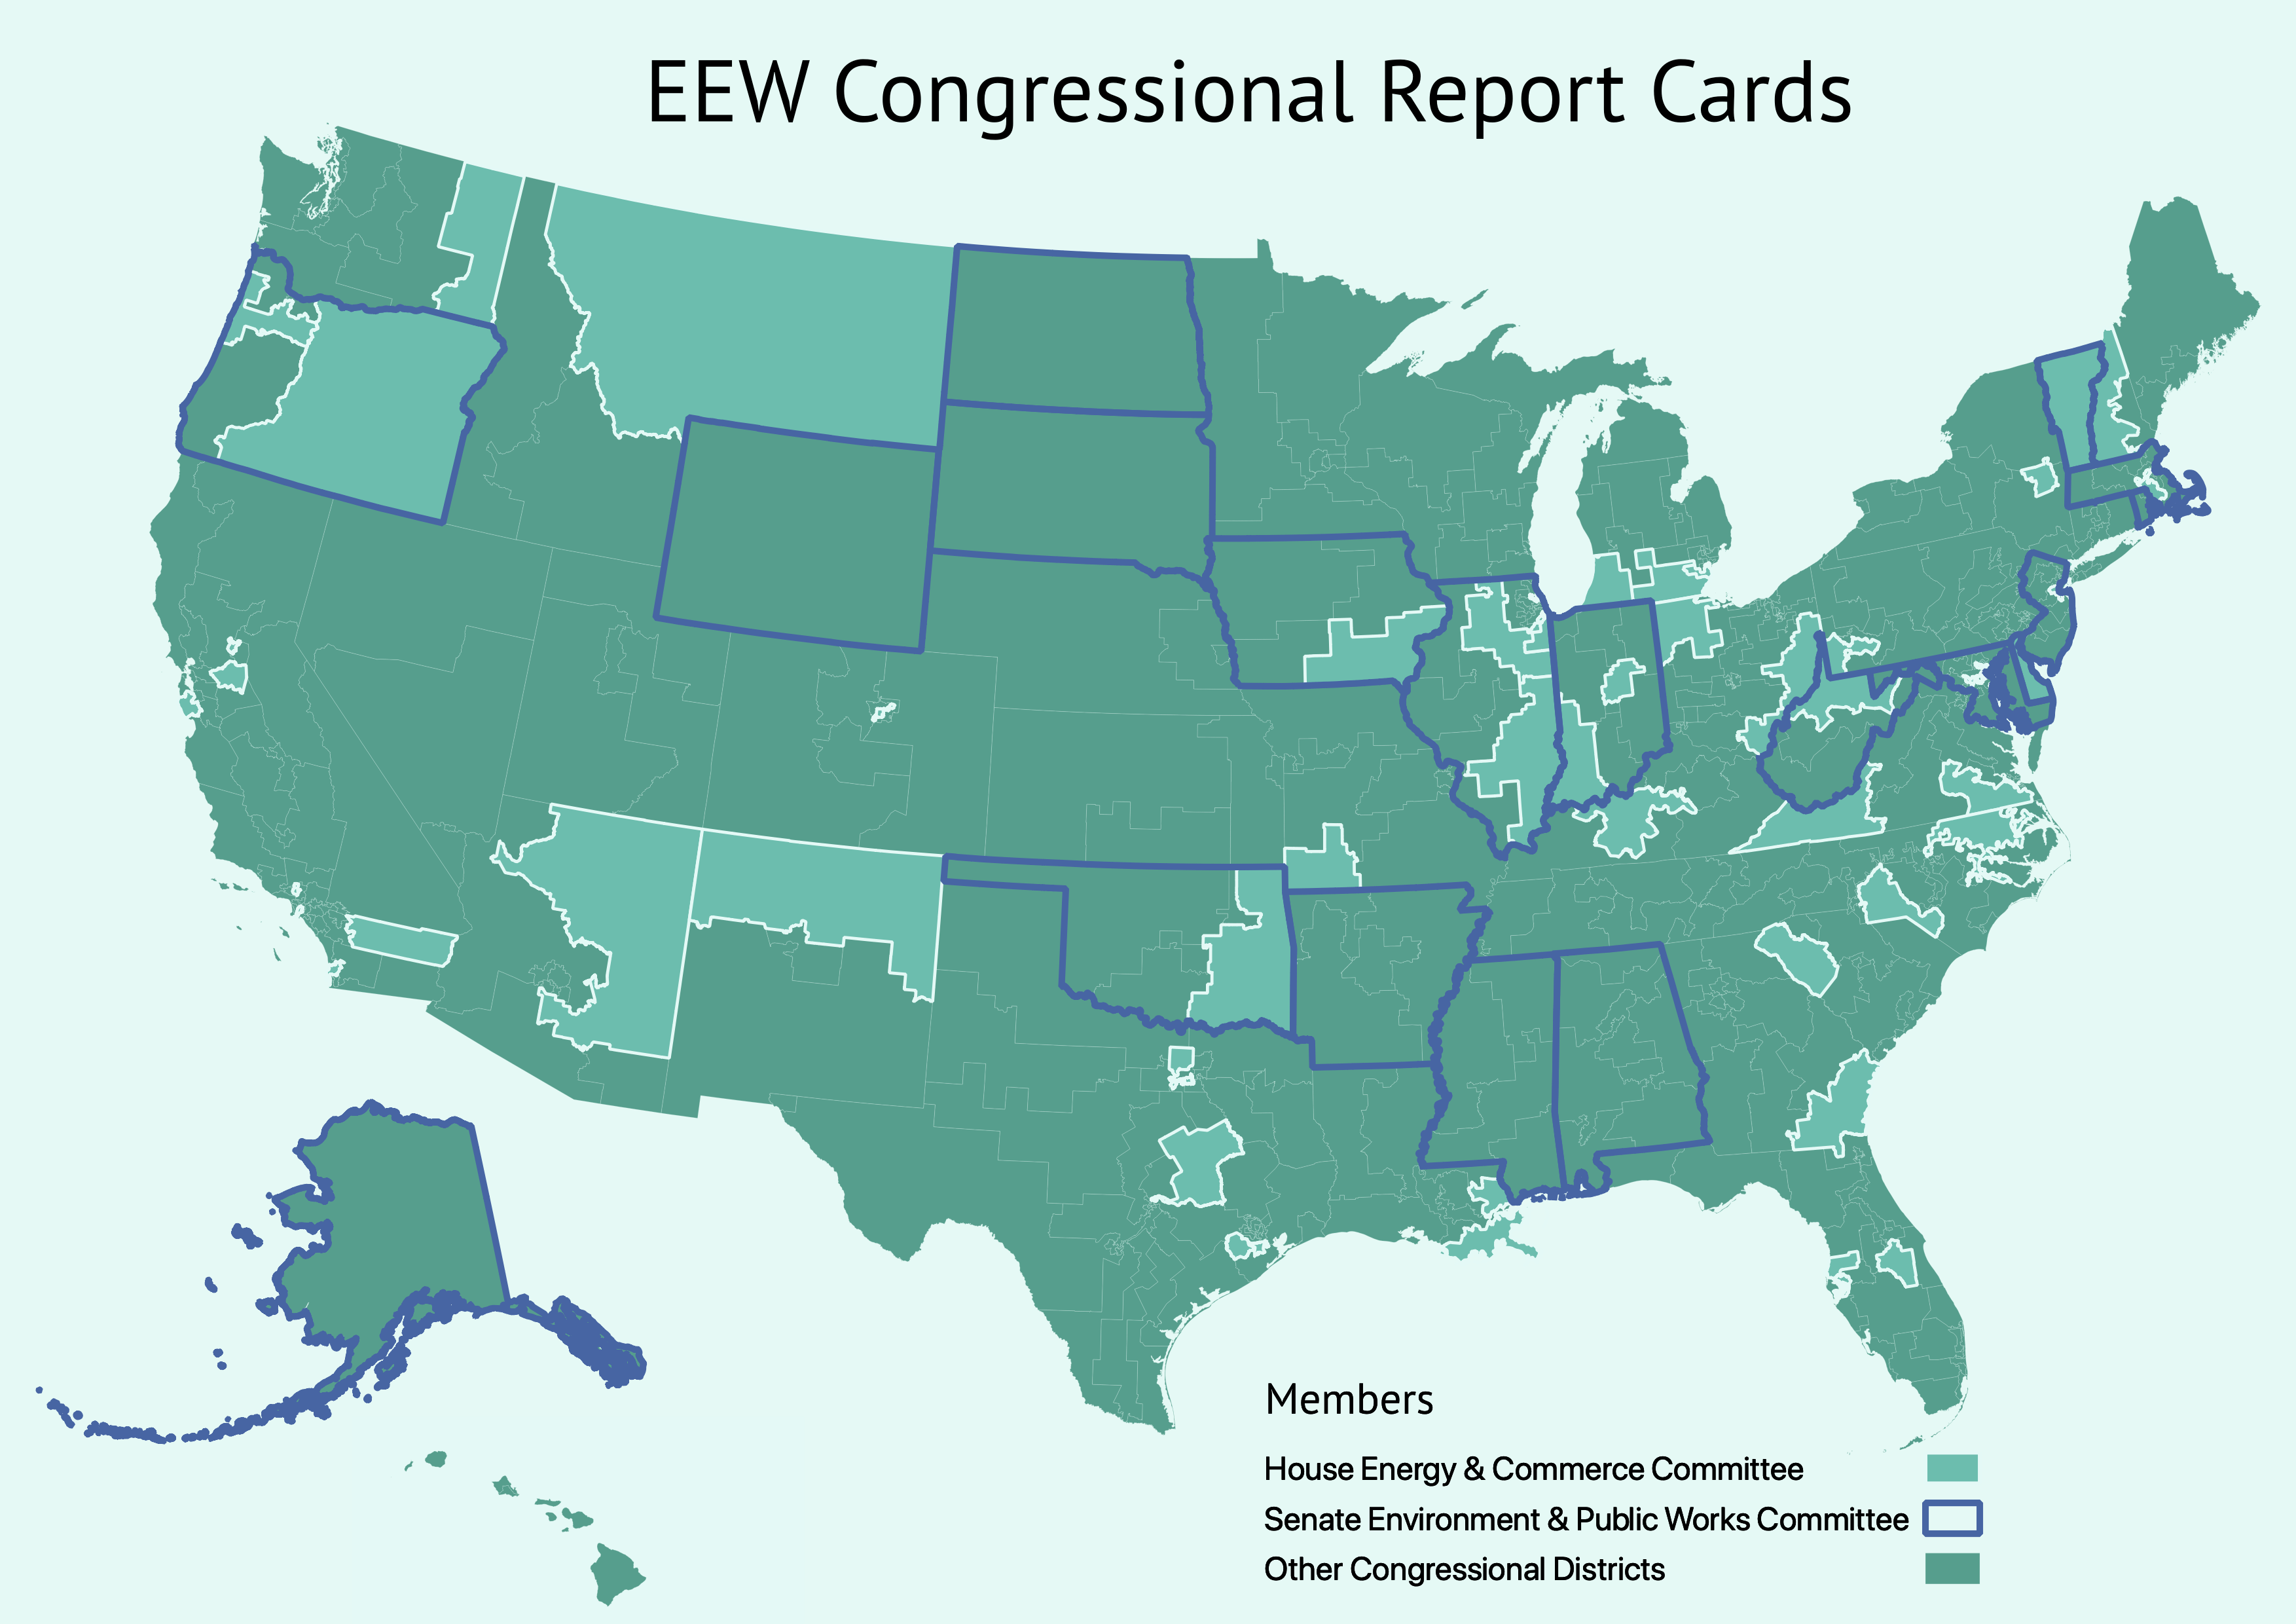 EEW Congressional Report Cards
Members
House Energy & Commerce Committee
Senate Environment & Public Works Committee
Other Congressional Districts